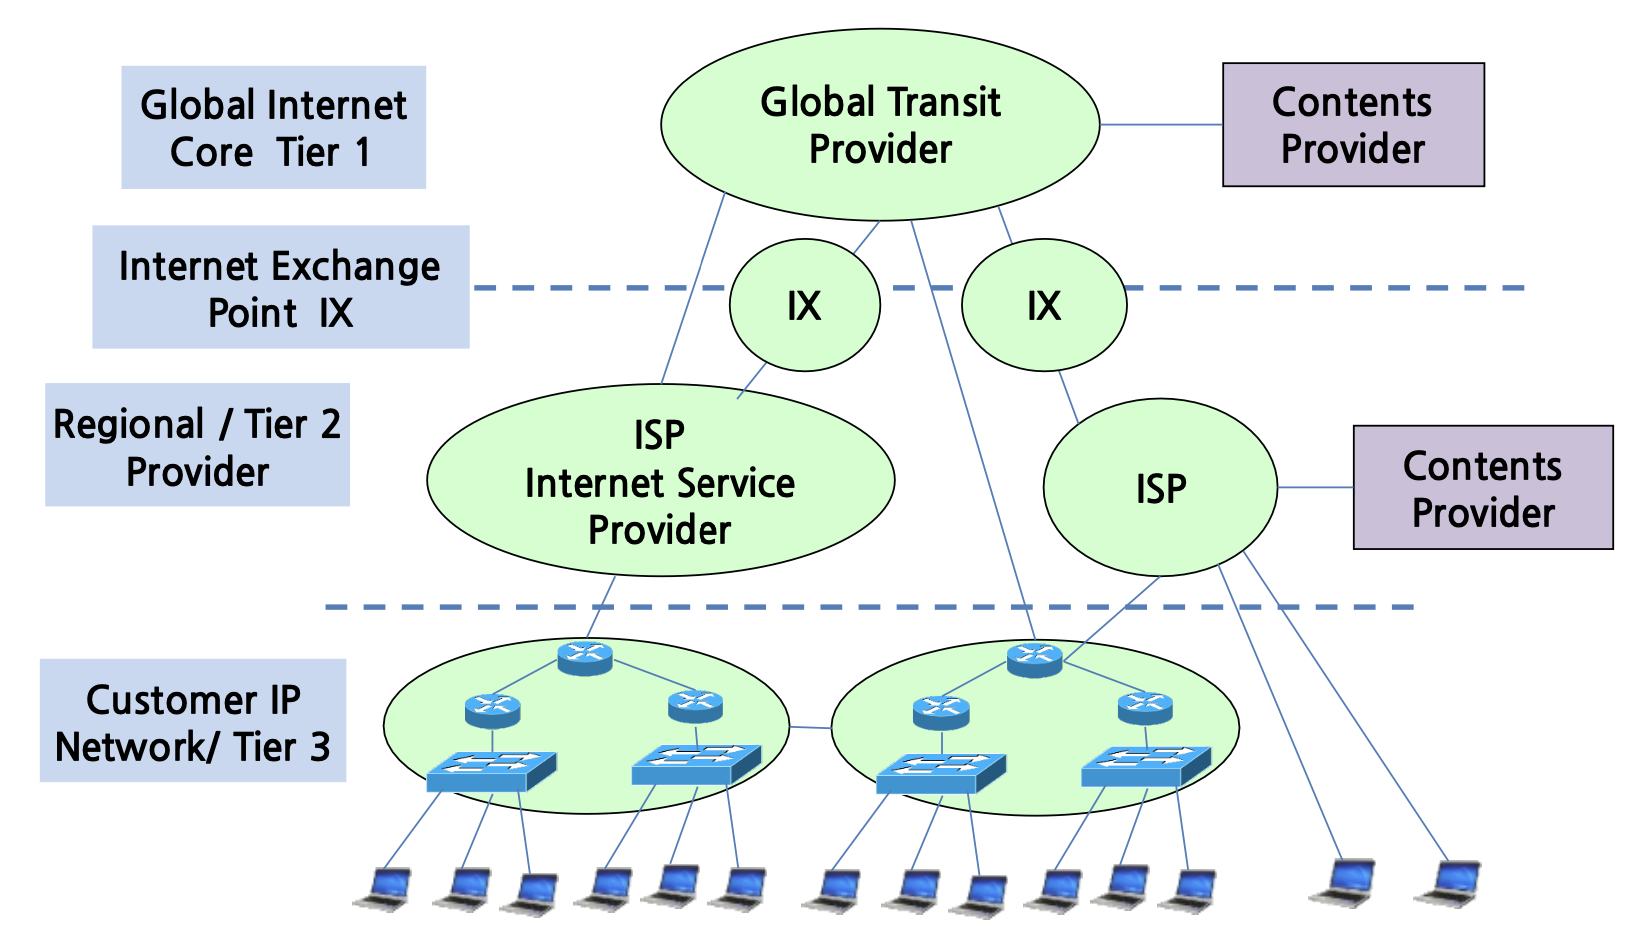 Global Internet
Core  Tier 1
Global Transit
Provider
Contents
Provider
Internet Exchange
Point  IX
IX
IX
Regional / Tier 2
Provider
ISP
Internet Service
Provider
ISP
Contents
Provider
Customer IP
Network/ Tier 3